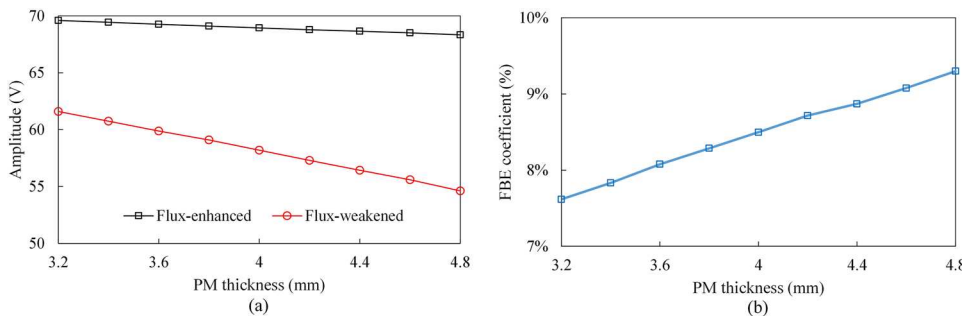 70
65
60
55
50
Amplitude (V)
Flux-enhanced
Flux-weakened
3.2
3.6
4
4.4
4.8
PM thickness (mm)
(a)
10%
9%
8%
7%
FBE coefficient (%)
3.2
3.6
4
4.4
4.8
PM thickness (mm)
(b)